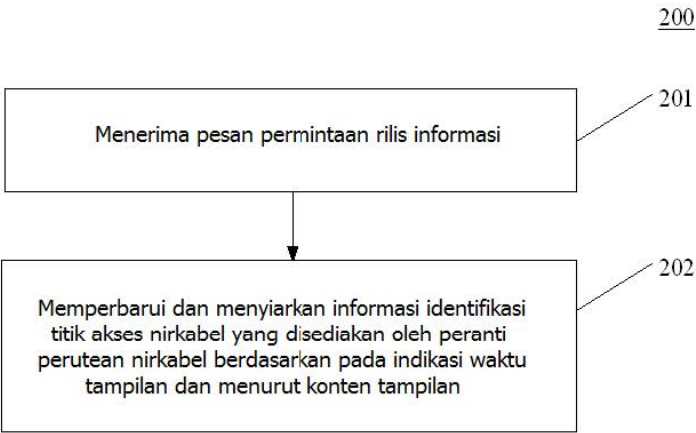 200
201
Menerima pesan permintaan rilis informasi
202
Memperbarui dan menyiarkan informasi identifikasi
titik akses nirkabel yang disediakan oleh peranti
perutean nirkabel berdasarkan pada indikasi waktu
tampilan dan menurut konten tampilan